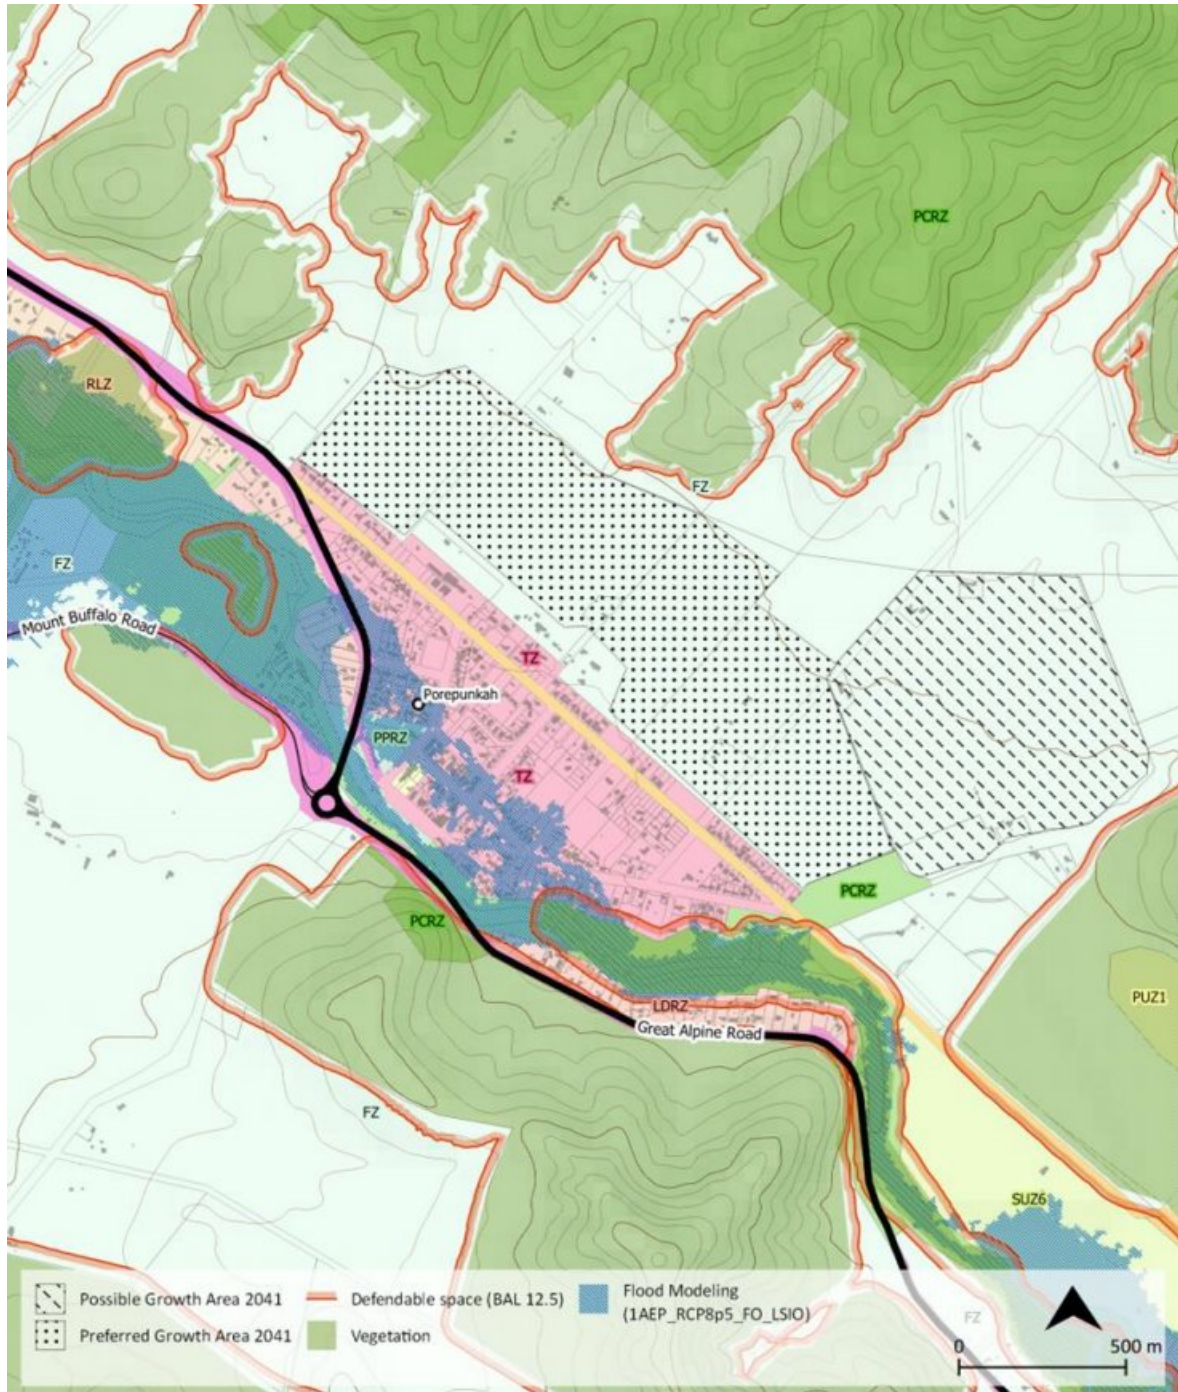 PCRZ
RLZ
FZ
FZ
Mount Buffalo Road
TZ
Porepunkah
PPRZ
TZ
PCRZ
PCRZ
PUZ1
LDRZ
Great Alpine Road
FZ
SUZ6
FZ
Possible Growth Area 2041
Preferred Growth Area 2041
Defendable space (BAL 12.5)
Vegetation
Flood Modeling
(1AEP_RCP8p5_FO_LSIO)
0
500 m